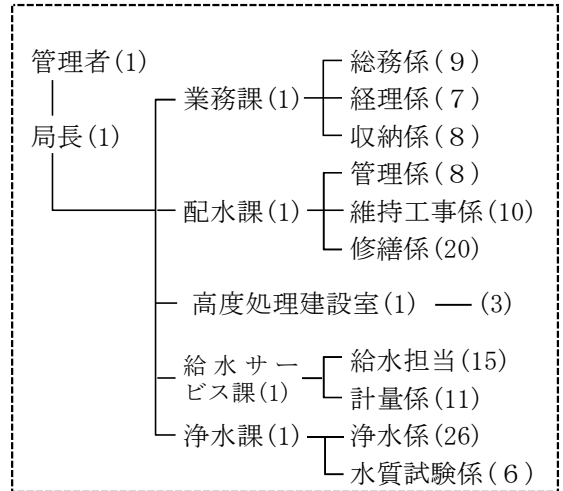 管理者(1)
局長(1)
業務課(1)
総務係(９)
経理係(７)
収納係(８)
配水課(1)
管理係(８)
維持工事係(10)
修繕係(20)
高度処理建設室(1)
(3)
給水サー
ビス課(1)
給水担当(15)
計量係(11)
浄水課(1)
浄水係(26)
水質試験係(６)